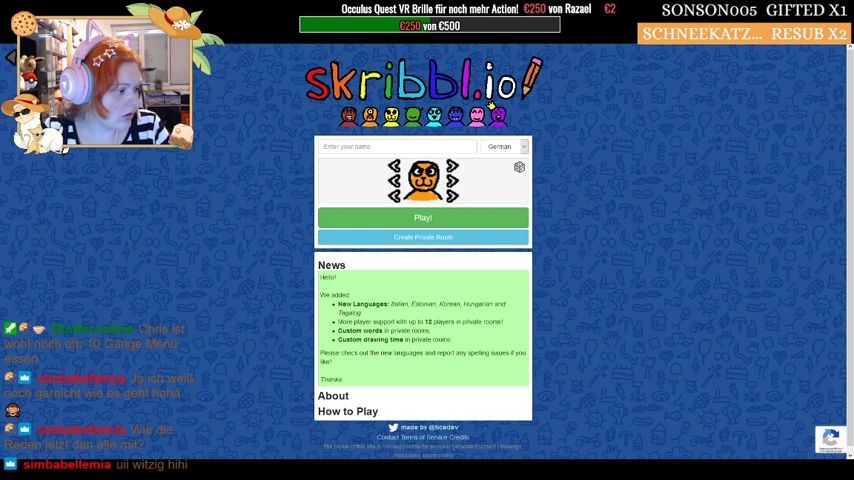 Occulus Quest VR Brille für noch mehr Action! €250 von Razael €2
€250 von €500
SONSON005 GIFTED X1
SCHNEEKATZ... RESUB X2
skribbl.io
Enter your name
German
Play!
Create Private Room
News
Hello!
We added:
New Languages: Italian, Estonian, Korean, Hungarian and
Tagalog
More player support with up to 12 players in private rooms!
Custom words in private rooms.
Custom drawing time in private rooms.
Please check out the new languages and report any spelling issues if you
like!
Thanks.
About
How to Play
made by @ticedev
Contact Terms of Service Credits
Chris ist
wohl noch am 10 Gänge Menü
essen
simbabellemia Ja ich weiß
noch garnicht wie es geht haha
simbabellemia Wie die
Reden jetzt dan alle mit?
simbabellemia uii witzig hihi